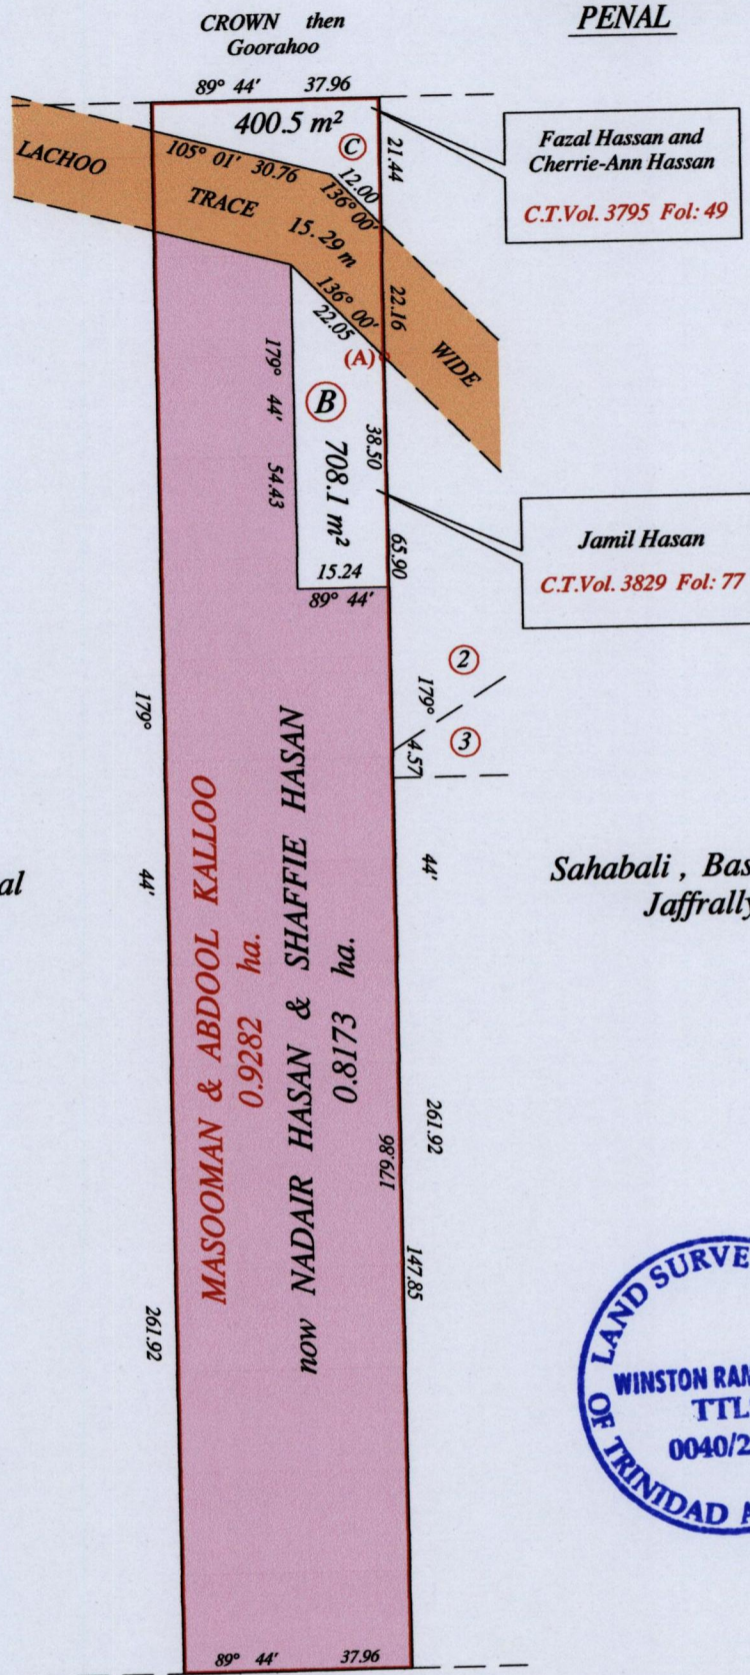 CROWN then
Goorahoo
PENAL
89° 44' 37.96
400.5 m²
C
21.44
Fazal Hassan and
Cherrie-Ann Hassan
C.T.Vol. 3795 Fol: 49
LACHOO
105° 01' 30.76
12.00
136° 00'
TRACE
15.29 m
136° 00'
22.05
22.16
WIDE
(A)
179° 44' 54.43
B
708.1 m²
38.50
65.90
15.24
89° 44'
Jamil Hasan
C.T.Vol. 3829 Fol: 77
2
179°
3
4.57
179°
44'
261.92
MASOOMAN & ABDOOL KALLOO
0.9282 ha.
now NADAIR HASAN & SHAFFIE HASAN
0.8173 ha.
44'
261.92
179.86
147.85
al
Sahabali , Bas
Jaffrally
LAND SURVE
WINSTON RAM
TTL
0040/2
OF TRINIDAD A
89° 44' 37.96